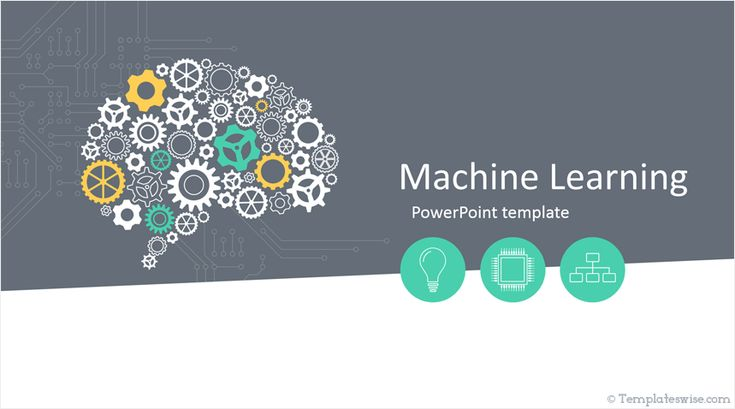 Machine Learning
PowerPoint template
© Templateswise.com